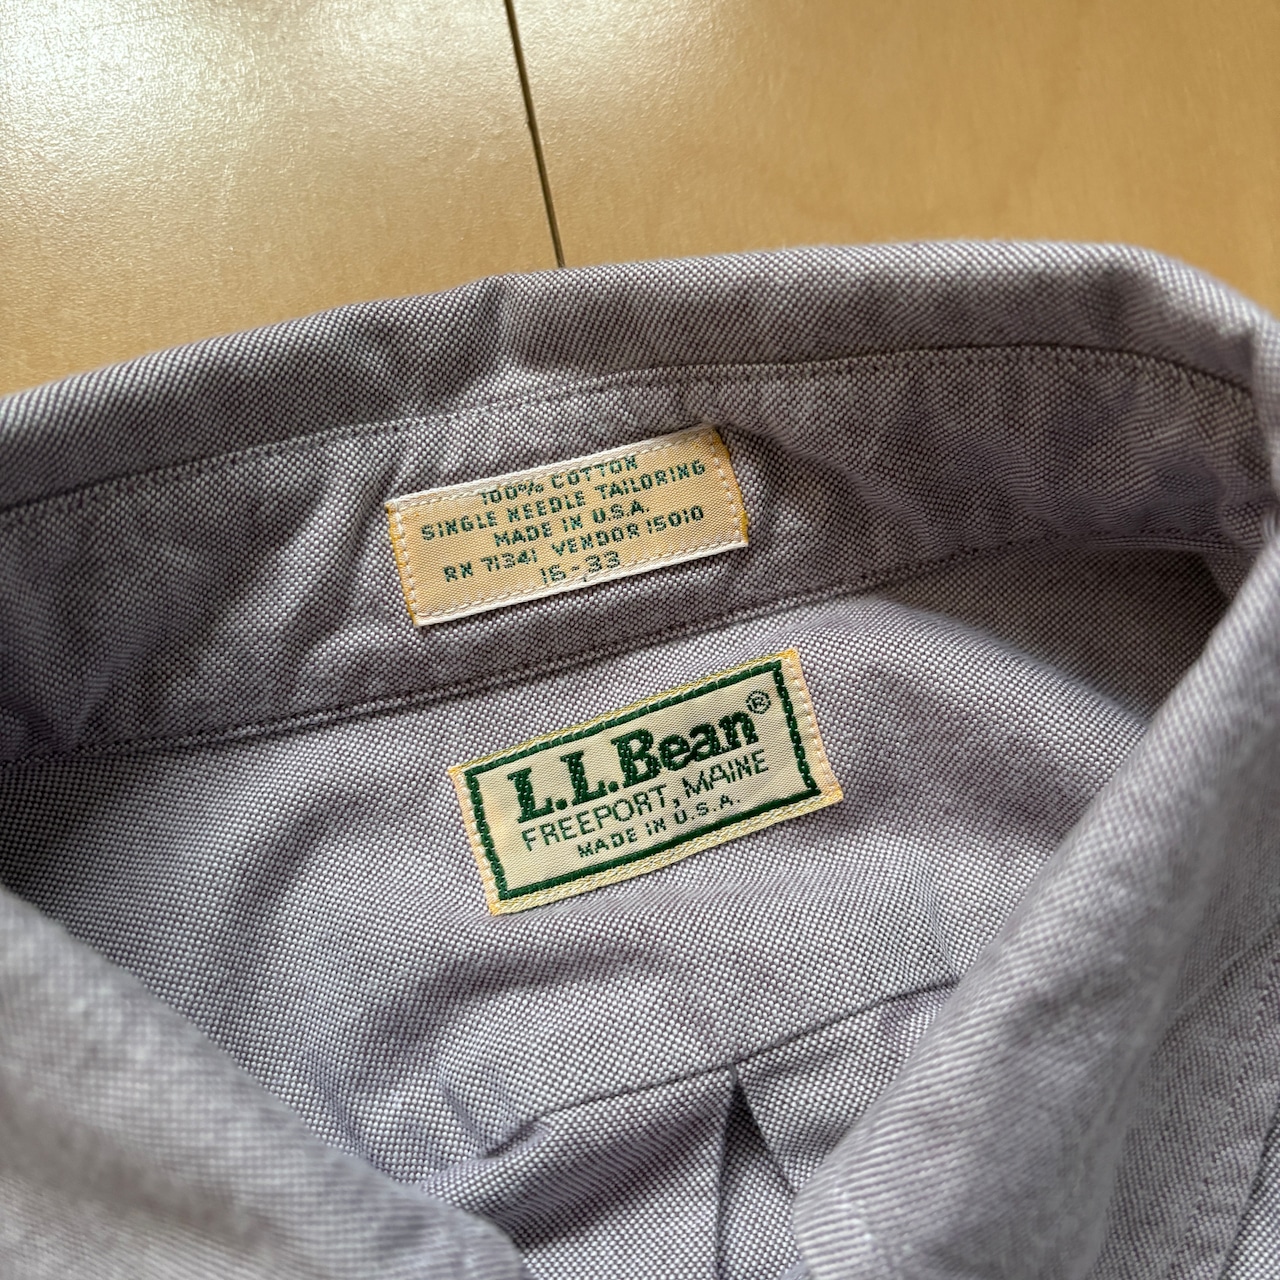 100% COTTON
SINGLE NEEDLE TAILORING
MADE IN U.S.A.
RN 71341 VENDOR 15010
16-33
L.L.Bean®
FREEPORT, MAINE
MADE IN U.S.A.